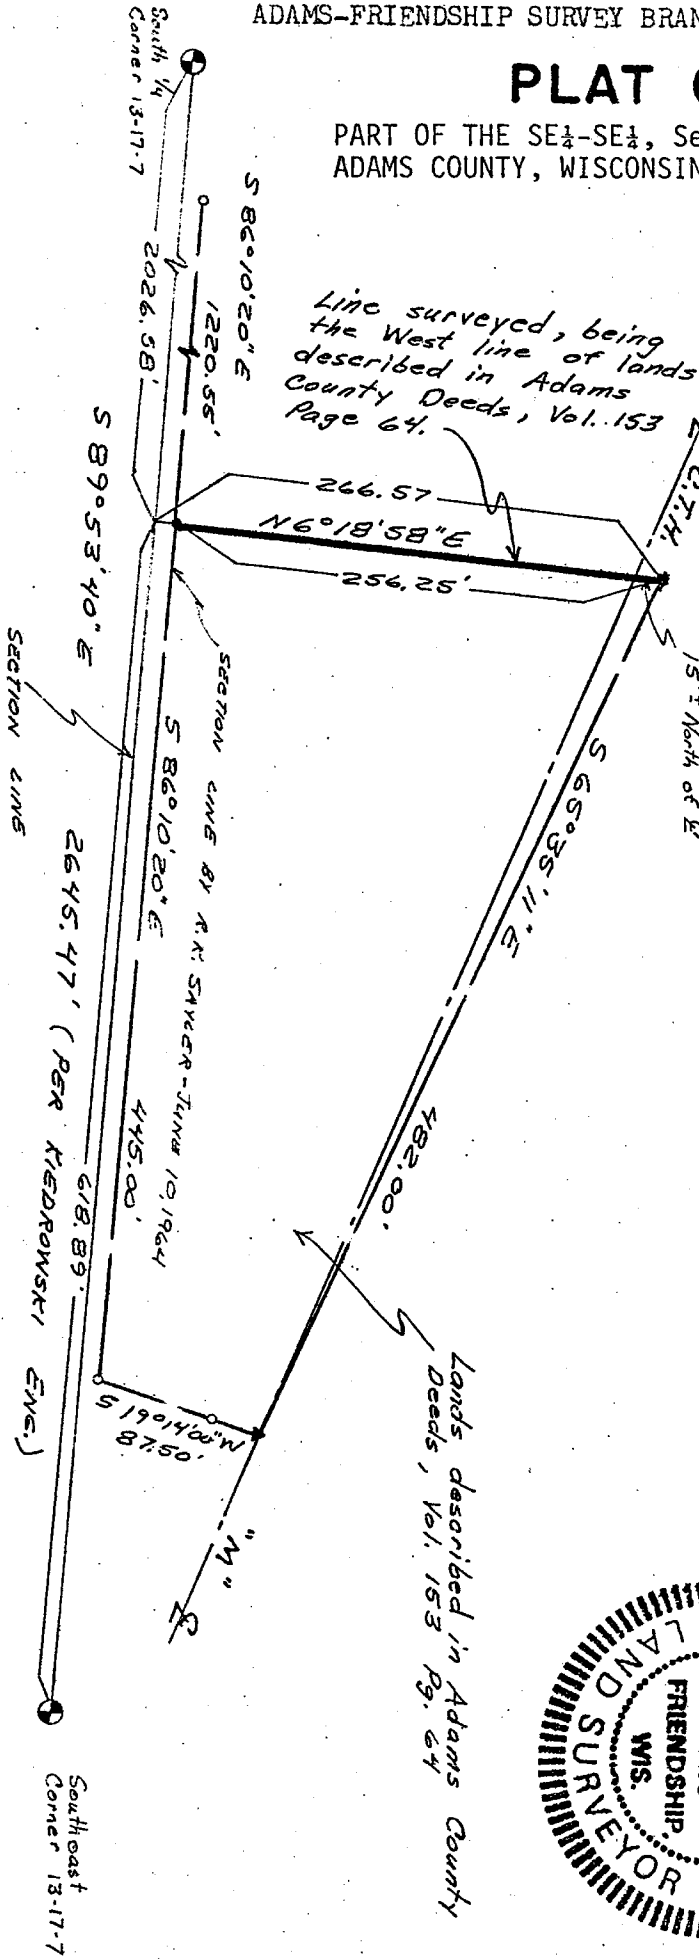 ADAMS-FRIENDSHIP SURVEY BRAN
PLAT
PART OF THE SE¼-SE¼, Se
ADAMS COUNTY, WISCONSIN
South 1/4
Corner 13-17-7
S 86°10'20" E
1220.55'
2026.58'
Line surveyed, being
the West line of lands
described in Adams
County Deeds, Vol. 153
Page 64.
C.T.H.
266.57
N 6°18'58" E
256.25'
15'± North of
S 89°53'40" E
SECTION LINE
SECTION LINE BY R.K. SAYCER-JUNE 10, 1964
S 86°10'20" E
445.00'
S 65°35'11" E
482.00'
2645.47' (PER KIEDROWSKI ENG.)
618.89'
S 19°14'00" W
87.50'
"M"
Lands described in Adams County
Deeds, Vol. 153 Pg. 64
FRIENDSHIP,
WIS.
LAND SURVEYOR
Southeast
Corner 13-17-7